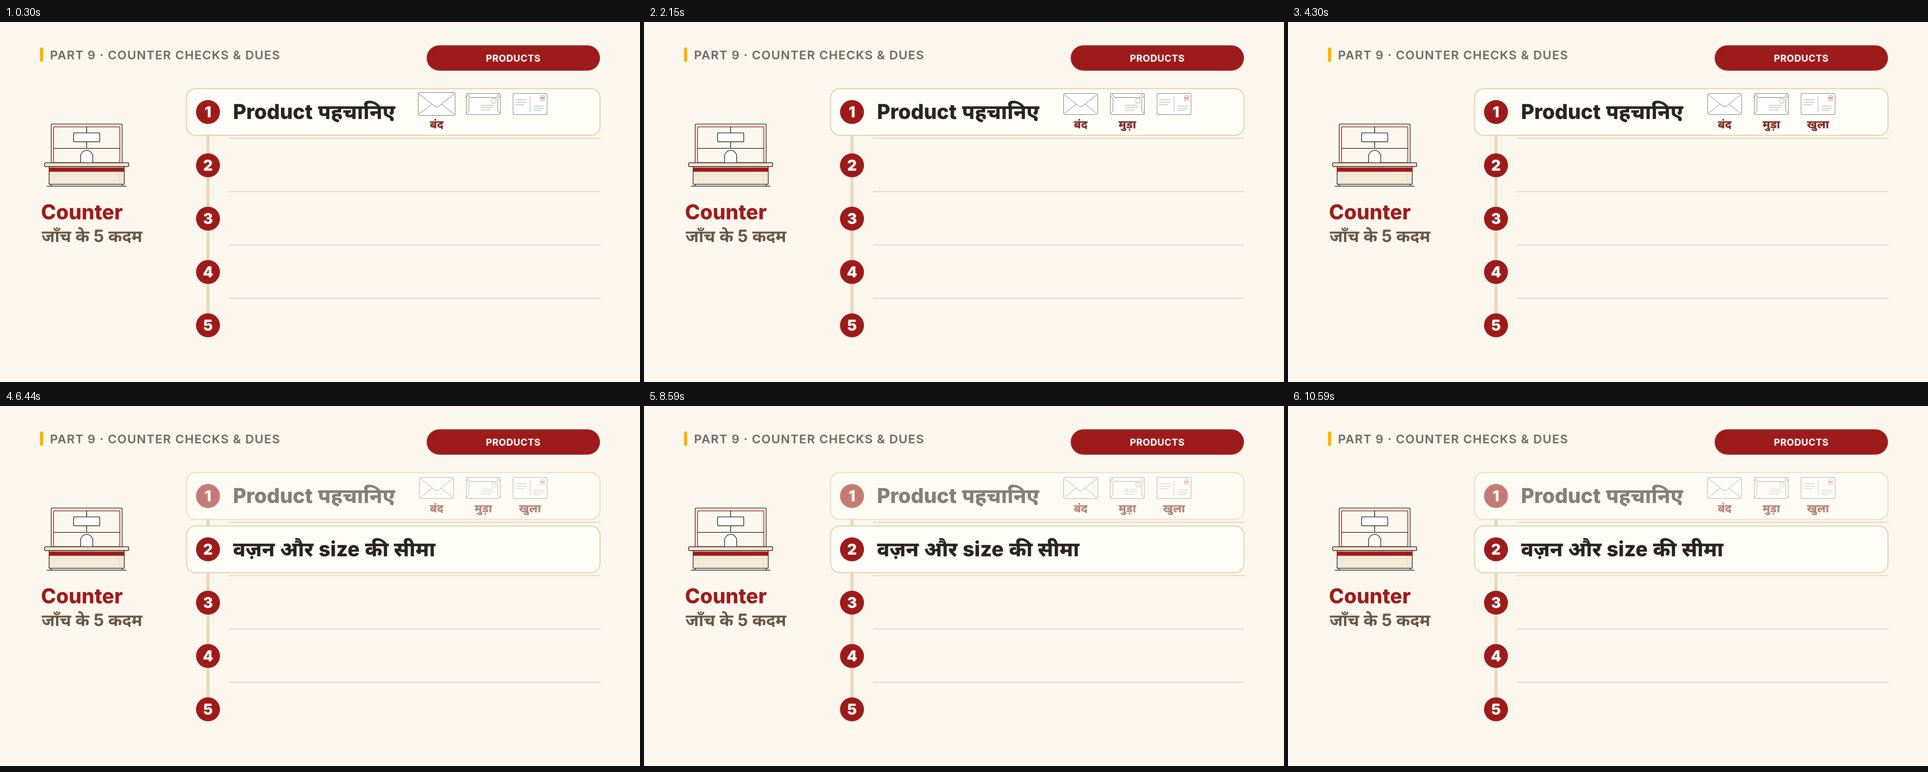 1. 0.30s
PART 9 · COUNTER CHECKS & DUES
PRODUCTS
1 Product पहचानिए
बंद
2
Counter
जाँच के 5 कदम
3
4
5
2. 2.15s
PART 9 · COUNTER CHECKS & DUES
PRODUCTS
1 Product पहचानिए
बंद मुड़ा
2
Counter
जाँच के 5 कदम
3
4
5
3. 4.30s
PART 9 · COUNTER CHECKS & DUES
PRODUCTS
1 Product पहचानिए
बंद मुड़ा खुला
2
Counter
जाँच के 5 कदम
3
4
5
4. 6.44s
PART 9 · COUNTER CHECKS & DUES
PRODUCTS
1 Product पहचानिए
बंद मुड़ा खुला
2 वज़न और size की सीमा
Counter
जाँच के 5 कदम
3
4
5
5. 8.59s
PART 9 · COUNTER CHECKS & DUES
PRODUCTS
1 Product पहचानिए
बंद मुड़ा खुला
2 वज़न और size की सीमा
Counter
जाँच के 5 कदम
3
4
5
6. 10.59s
PART 9 · COUNTER CHECKS & DUES
PRODUCTS
1 Product पहचानिए
बंद मुड़ा खुला
2 वज़न और size की सीमा
Counter
जाँच के 5 कदम
3
4
5